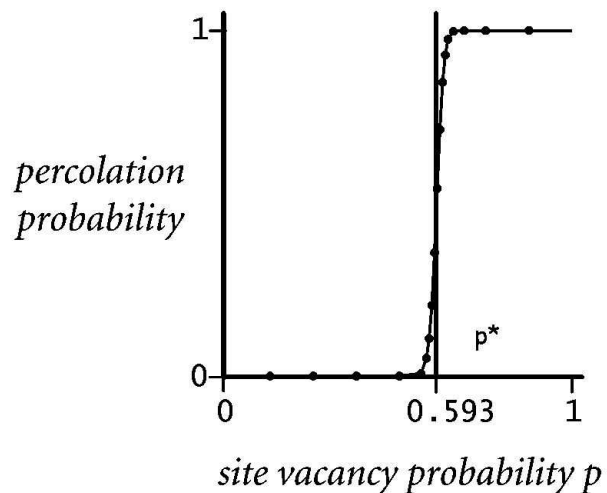 1
percolation
probability
p*
0
0 0.593 1
site vacancy probability p